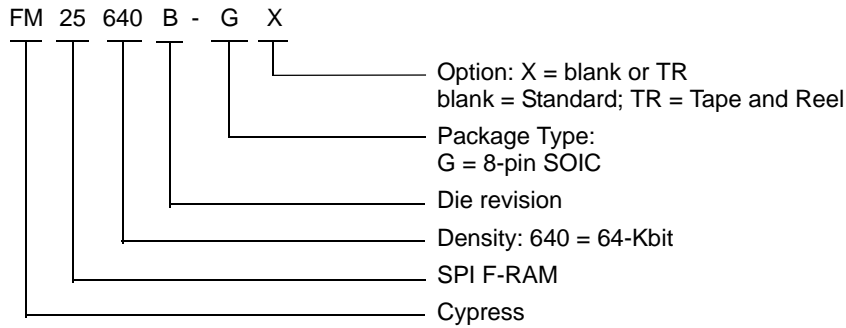 FM 25 640 B - G X
Option: X = blank or TR
blank = Standard; TR = Tape and Reel
Package Type:
G = 8-pin SOIC
Die revision
Density: 640 = 64-Kbit
SPI F-RAM
Cypress